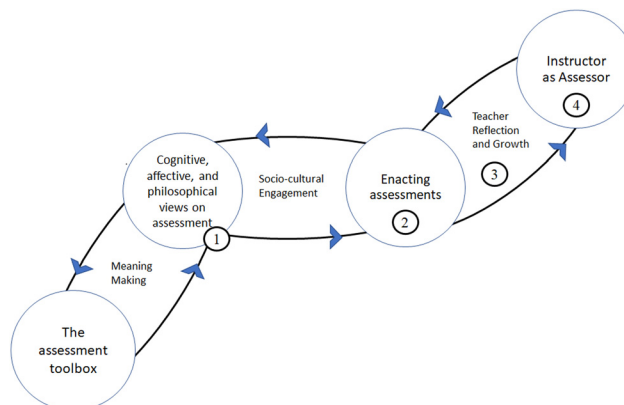 Instructor
as Assessor
4
Teacher
Reflection
and Growth
3
Cognitive,
affective, and
philosophical
views on
assessment
1
Socio-cultural
Engagement
Enacting
assessments
2
Meaning
Making
The
assessment
toolbox